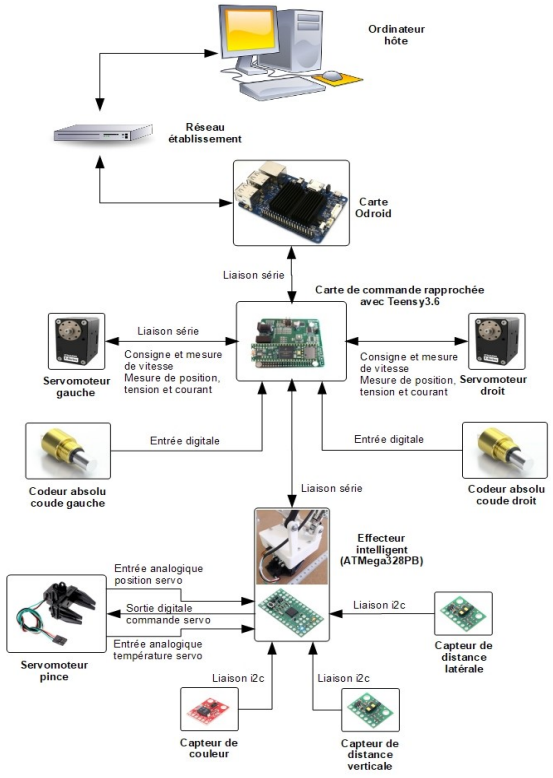 Ordinateur
hôte
Réseau
établissement
Carte
Odroid
Liaison série
Carte de commande rapprochée
avec Teensy3.6
Liaison série
Consigne et mesure
de vitesse
Mesure de position,
tension et courant
Servomoteur
gauche
Consigne et mesure
de vitesse
Mesure de position,
tension et courant
Servomoteur
droit
Entrée digitale
Entrée digitale
Codeur absolu
coude gauche
Codeur absolu
coude droit
Liaison série
Effecteur
intelligent
(ATMega328PB)
Entrée analogique
position servo
Sortie digitale
commande servo
Entrée analogique
température servo
Servomoteur
pince
Liaison i2c
Capteur de
distance
latérale
Liaison i2c
Liaison i2c
Capteur de
couleur
Capteur de
distance
verticale